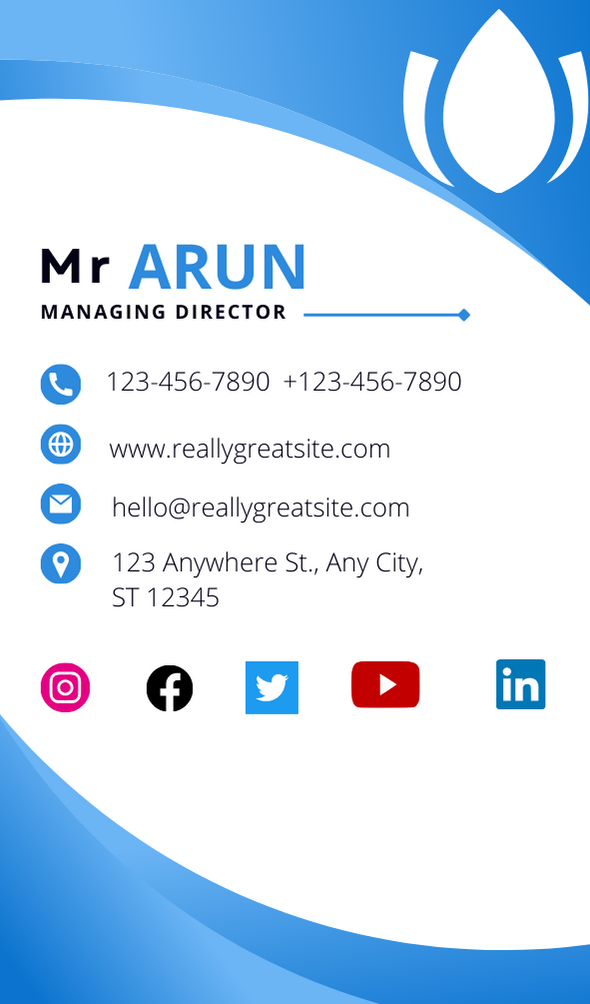 Mr ARUN
MANAGING DIRECTOR
123-456-7890 +123-456-7890
www.reallygreatsite.com
hello@reallygreatsite.com
123 Anywhere St., Any City,
ST 12345
in